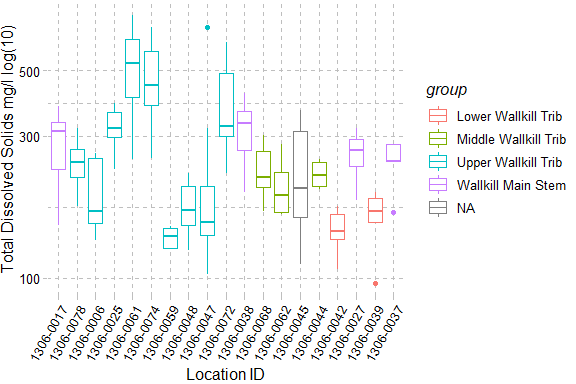 Total Dissolved Solids mg/l log(10)
500
300
100
1306-0017
1306-0078
1306-0006
1306-0025
1306-0061
1306-0074
1306-0059
1306-0048
1306-0047
1306-0072
1306-0038
1306-0068
1306-0062
1306-0045
1306-0044
1306-0042
1306-0027
1306-0039
1306-0037
Location ID
group
Lower Wallkill Trib
Middle Wallkill Trib
Upper Wallkill Trib
Wallkill Main Stem
NA